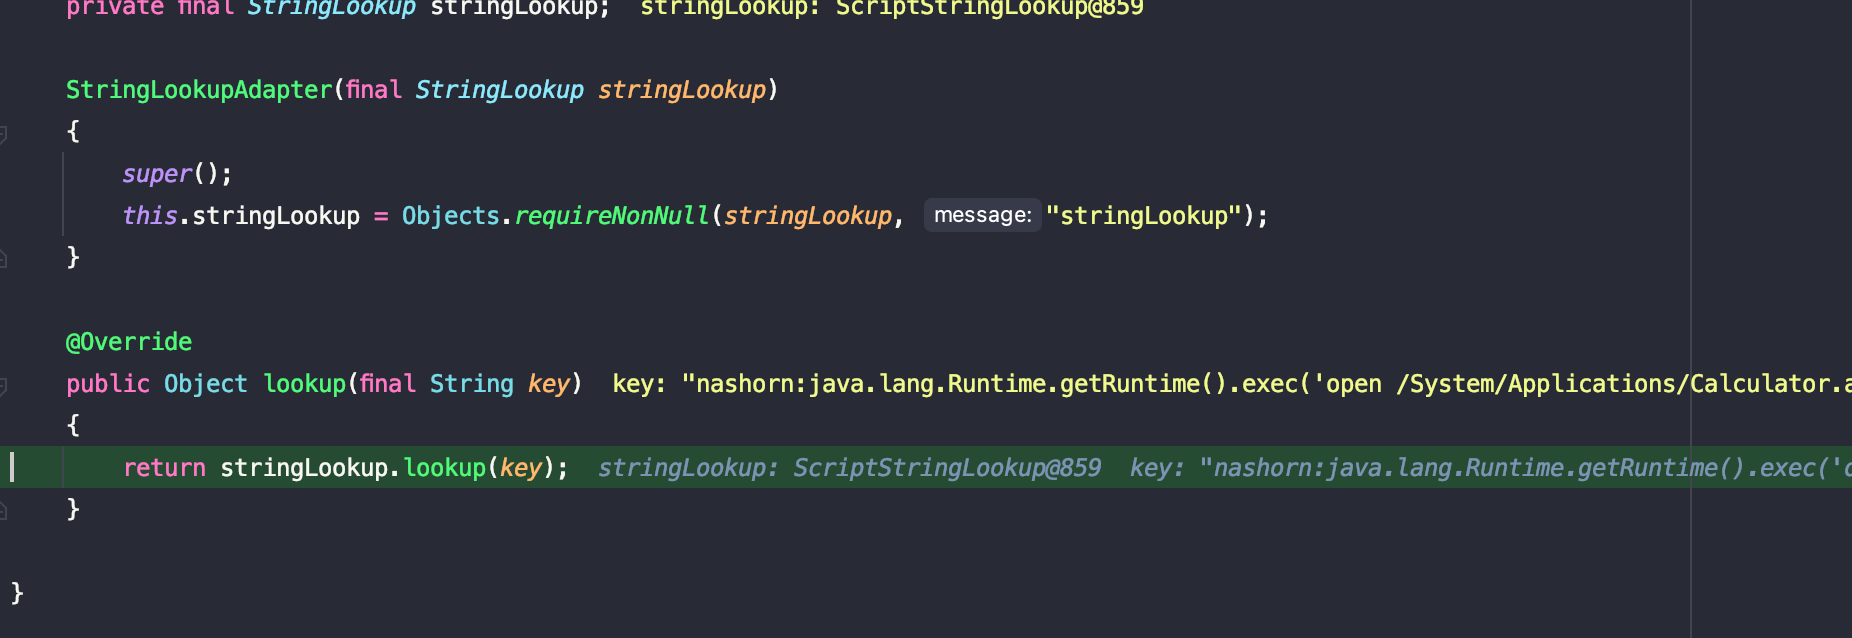 private final StringLookup stringLookup;  stringLookup: ScriptStringLookup@859
StringLookupAdapter(final StringLookup stringLookup)
{
super();
this.stringLookup = Objects.requireNonNull(stringLookup, message: "stringLookup");
}
@Override
public Object lookup(final String key)  key: "nashorn:java.lang.Runtime.getRuntime().exec('open /System/Applications/Calculator.a
{
return stringLookup.lookup(key);  stringLookup: ScriptStringLookup@859  key: "nashorn:java.lang.Runtime.getRuntime().exec('o
}
}